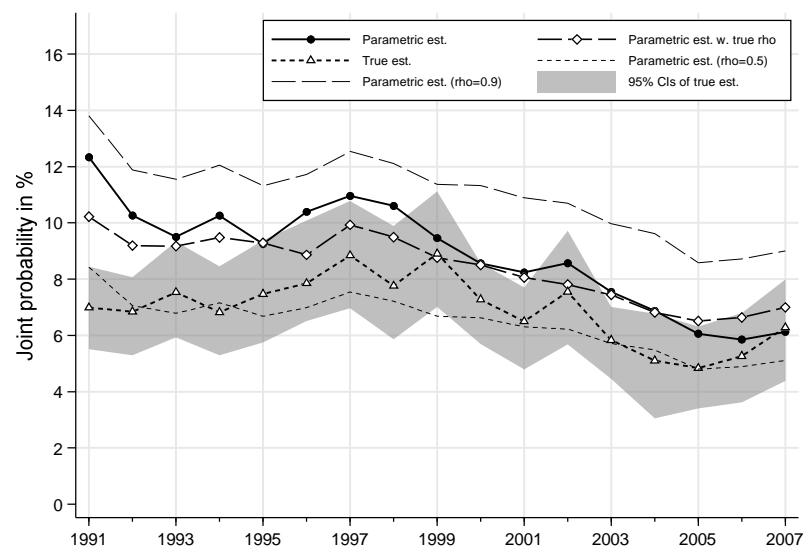 Parametric est.
True est.
Parametric est. (rho=0.9)
Parametric est. w. true rho
Parametric est. (rho=0.5)
95% CIs of true est.
Joint probability in %
16
14
12
10
8
6
4
2
0
1991 1993 1995 1997 1999 2001 2003 2005 2007